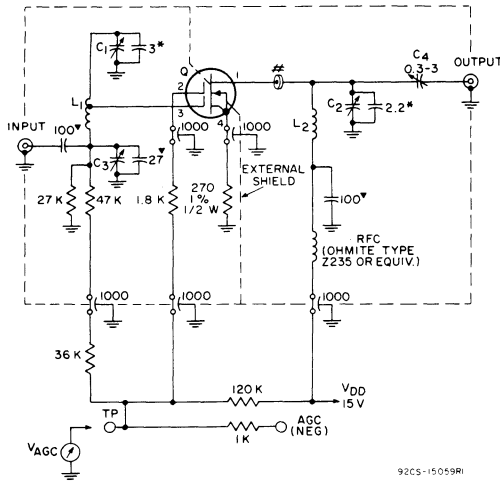 C1
3*
Q
1
#
C4
0.3-3
OUTPUT
2
3
4
L1
C2
2.2*
L2
INPUT
100▼
1000
1000
C3
27▼
EXTERNAL
SHIELD
27 K
47 K
1.8 K
270
1%
1/2 W
100▼
RFC
(OHMITE TYPE
Z235 OR EQUIV.)
1000
1000
1000
36 K
120 K
VDD
15 V
TP
AGC
(NEG)
1 K
VAGC
92CS-15059RI